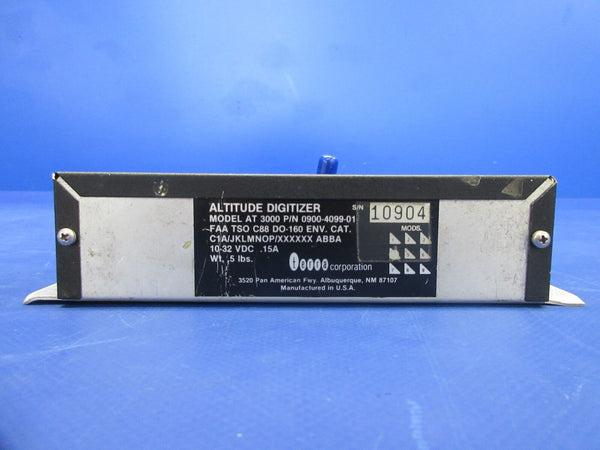 ALTITUDE DIGITIZER
MODEL AT 3000 P/N 0900-4099-01
FAA TSO C88 DO-160 ENV. CAT.
C1A/JKLMNOP/XXXXXX ABBA
10-32 VDC .15A
Wt. .5 lbs.
S/N 10904
MODS.
terra corporation
3520 Pan American Fwy. Albuquerque, NM 87107
Manufactured in U.S.A.